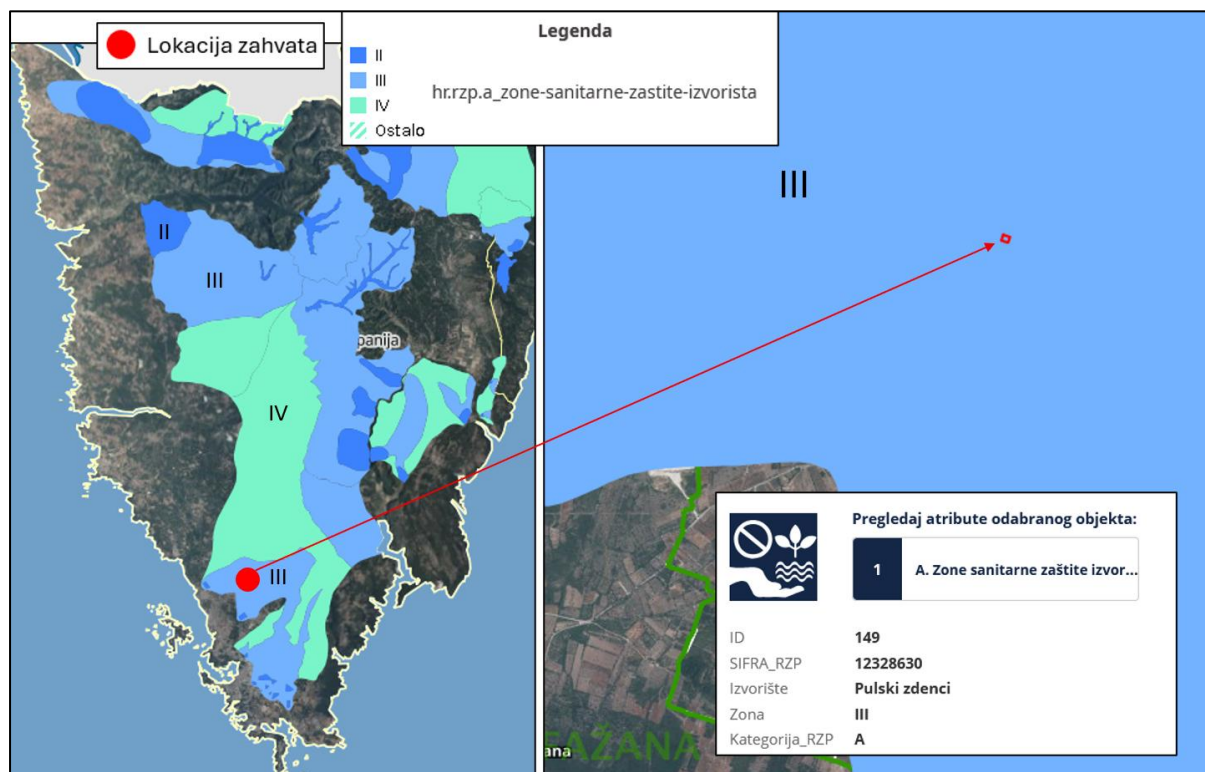 Lokacija zahvata
Legenda
II
III
IV
Ostalo
hr.rzp.a_zone-sanitarne-zastite-izvorista
II
III
IV
III
panija
III
Pregledaj atribute odabranog objekta:
1 A. Zone sanitarne zaštite izvor...
ID 149
SIFRA_RZP 12328630
Izvorište Pulski zdenci
Zona III
Kategorija_RZP A
FAŽANA
ana